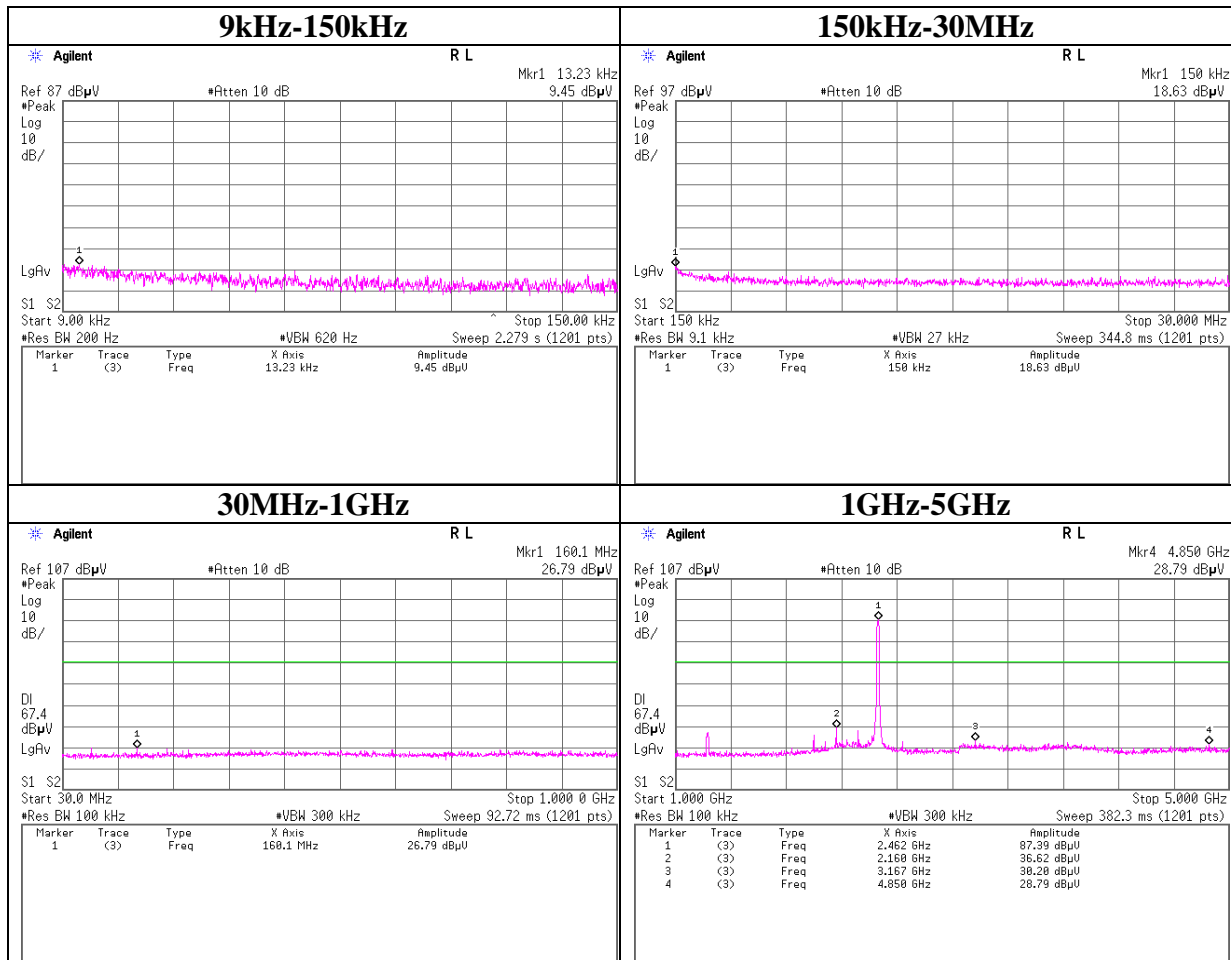 9kHz-150kHz
Agilent R L
Mkr1 13.23 kHz
Ref 87 dBµV #Atten 10 dB 9.45 dBµV
#Peak
Log
10
dB/
1
LgAv
S1 S2
Start 9.00 kHz ^ Stop 150.00 kHz
#Res BW 200 Hz #VBW 620 Hz Sweep 2.279 s (1201 pts)
Marker Trace Type X Axis Amplitude
1 (3) Freq 13.23 kHz 9.45 dBµV
150kHz-30MHz
Agilent R L
Mkr1 150 kHz
Ref 97 dBµV #Atten 10 dB 18.63 dBµV
#Peak
Log
10
dB/
1
LgAv
S1 S2
Start 150 kHz Stop 30.000 MHz
#Res BW 9.1 kHz #VBW 27 kHz Sweep 344.8 ms (1201 pts)
Marker Trace Type X Axis Amplitude
1 (3) Freq 150 kHz 18.63 dBµV
30MHz-1GHz
Agilent R L
Mkr1 160.1 MHz
Ref 107 dBµV #Atten 10 dB 26.79 dBµV
#Peak
Log
10
dB/
DI
67.4
dBµV
1
LgAv
S1 S2
Start 30.0 MHz Stop 1.000 0 GHz
#Res BW 100 kHz #VBW 300 kHz Sweep 92.72 ms (1201 pts)
Marker Trace Type X Axis Amplitude
1 (3) Freq 160.1 MHz 26.79 dBµV
1GHz-5GHz
Agilent R L
Mkr4 4.850 GHz
Ref 107 dBµV #Atten 10 dB 28.79 dBµV
#Peak
1
Log
10
dB/
DI
67.4
2
dBµV
3
4
LgAv
S1 S2
Start 1.000 GHz Stop 5.000 GHz
#Res BW 100 kHz #VBW 300 kHz Sweep 382.3 ms (1201 pts)
Marker Trace Type X Axis Amplitude
1 (3) Freq 2.462 GHz 87.39 dBµV
2 (3) Freq 2.160 GHz 36.62 dBµV
3 (3) Freq 3.167 GHz 30.20 dBµV
4 (3) Freq 4.850 GHz 28.79 dBµV